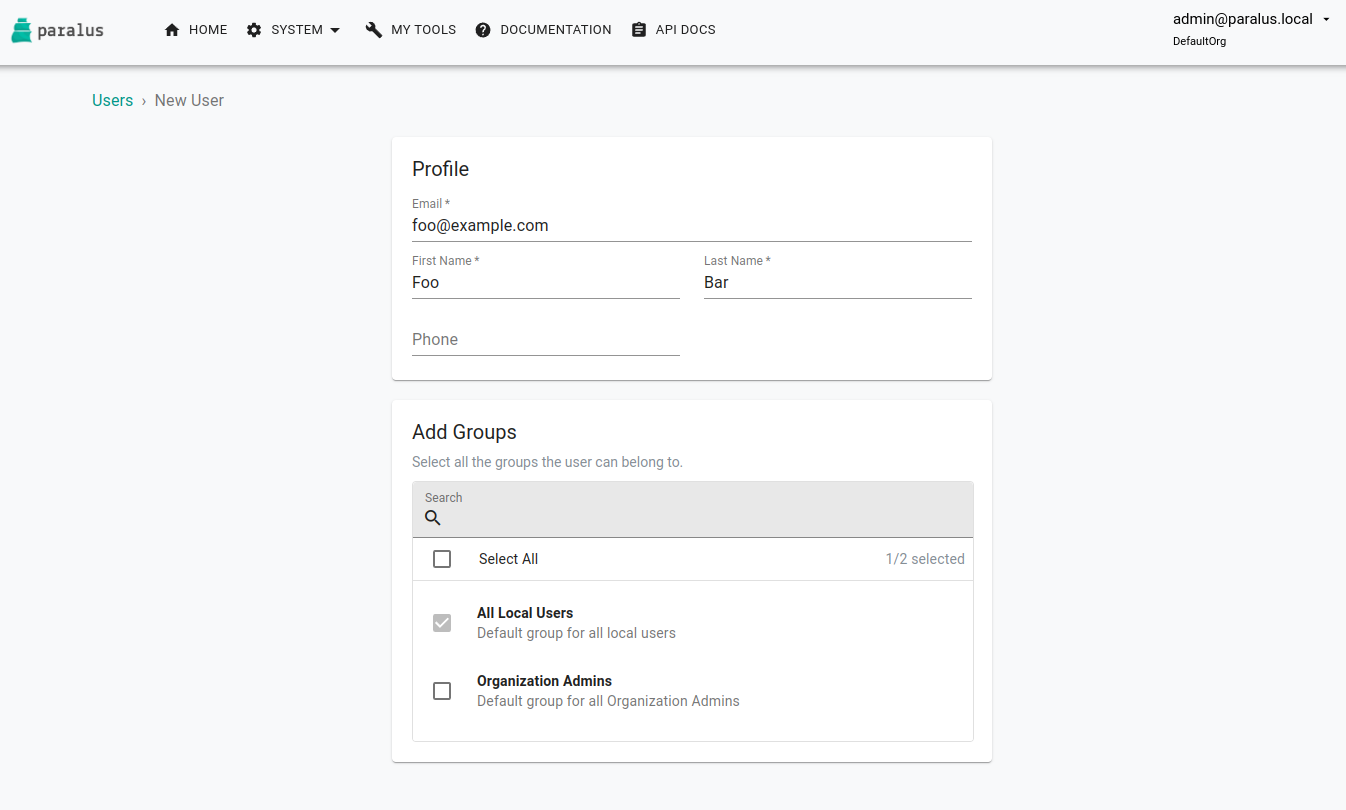 paralus HOME SYSTEM MY TOOLS DOCUMENTATION API DOCS admin@paralus.local
DefaultOrg
Users › New User
Profile
Email *
foo@example.com
First Name * Last Name *
Foo Bar
Phone
Add Groups
Select all the groups the user can belong to.
Search
Select All 1/2 selected
All Local Users
Default group for all local users
Organization Admins
Default group for all Organization Admins